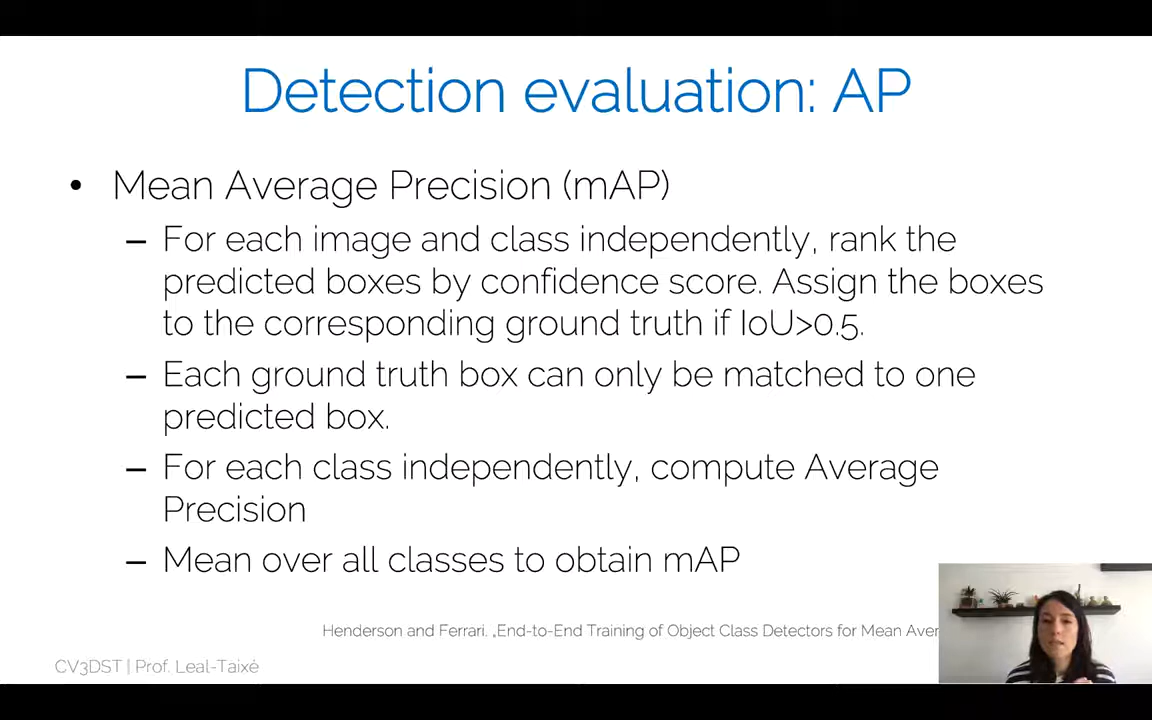 Detection evaluation: AP
• Mean Average Precision (mAP)
– For each image and class independently, rank the
predicted boxes by confidence score. Assign the boxes
to the corresponding ground truth if IoU>0.5.
– Each ground truth box can only be matched to one
predicted box.
– For each class independently, compute Average
Precision
– Mean over all classes to obtain mAP
Henderson and Ferrari. „End-to-End Training of Object Class Detectors for Mean
CV3DST | Prof. Leal-Taixé